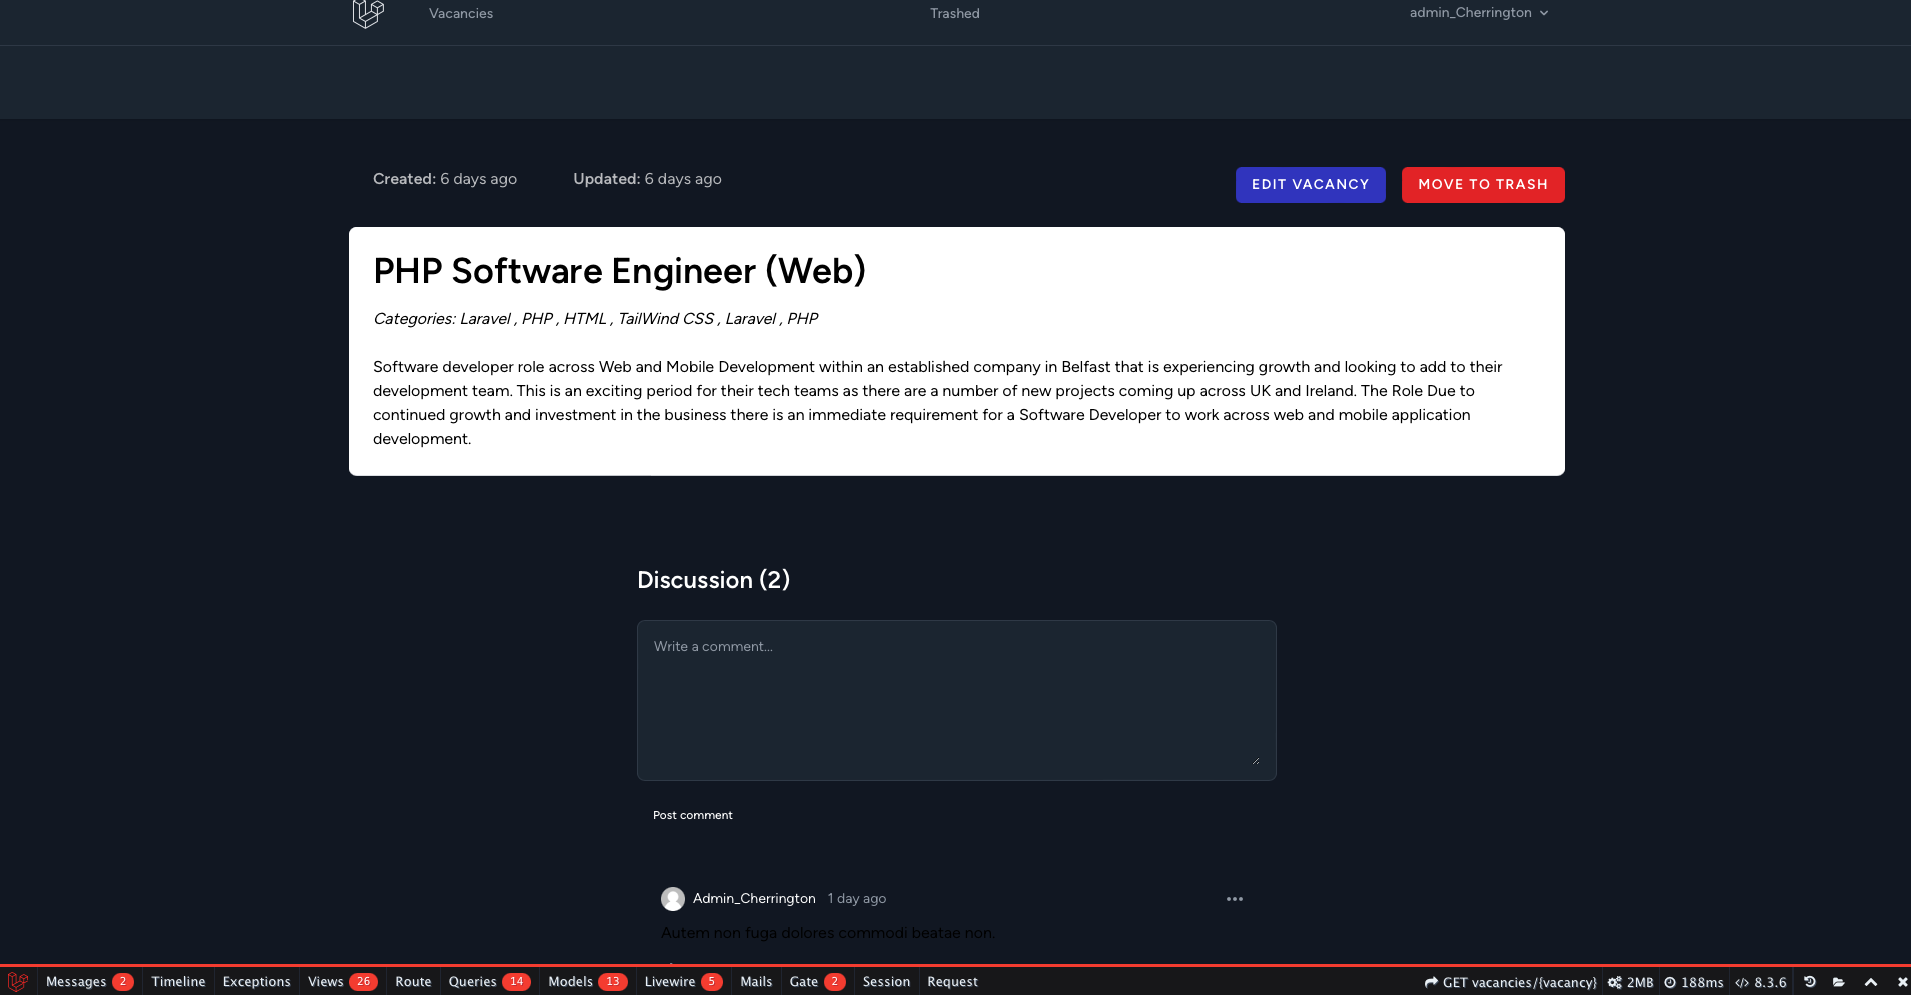 Vacancies
Trashed
admin_Cherrington
Created: 6 days ago
Updated: 6 days ago
EDIT VACANCY
MOVE TO TRASH
PHP Software Engineer (Web)
Categories: Laravel , PHP , HTML , TailWind CSS , Laravel , PHP
Software developer role across Web and Mobile Development within an established company in Belfast that is experiencing growth and looking to add to their
development team. This is an exciting period for their tech teams as there are a number of new projects coming up across UK and Ireland. The Role Due to
continued growth and investment in the business there is an immediate requirement for a Software Developer to work across web and mobile application
development.
Discussion (2)
Write a comment...
Post comment
Admin_Cherrington 1 day ago
Autem non fuga dolores commodi beatae non.
Messages 2 Timeline Exceptions Views 26 Route Queries 14 Models 13 Livewire 5 Mails Gate 2 Session Request GET vacancies/{vacancy} 2MB 188ms 8.3.6